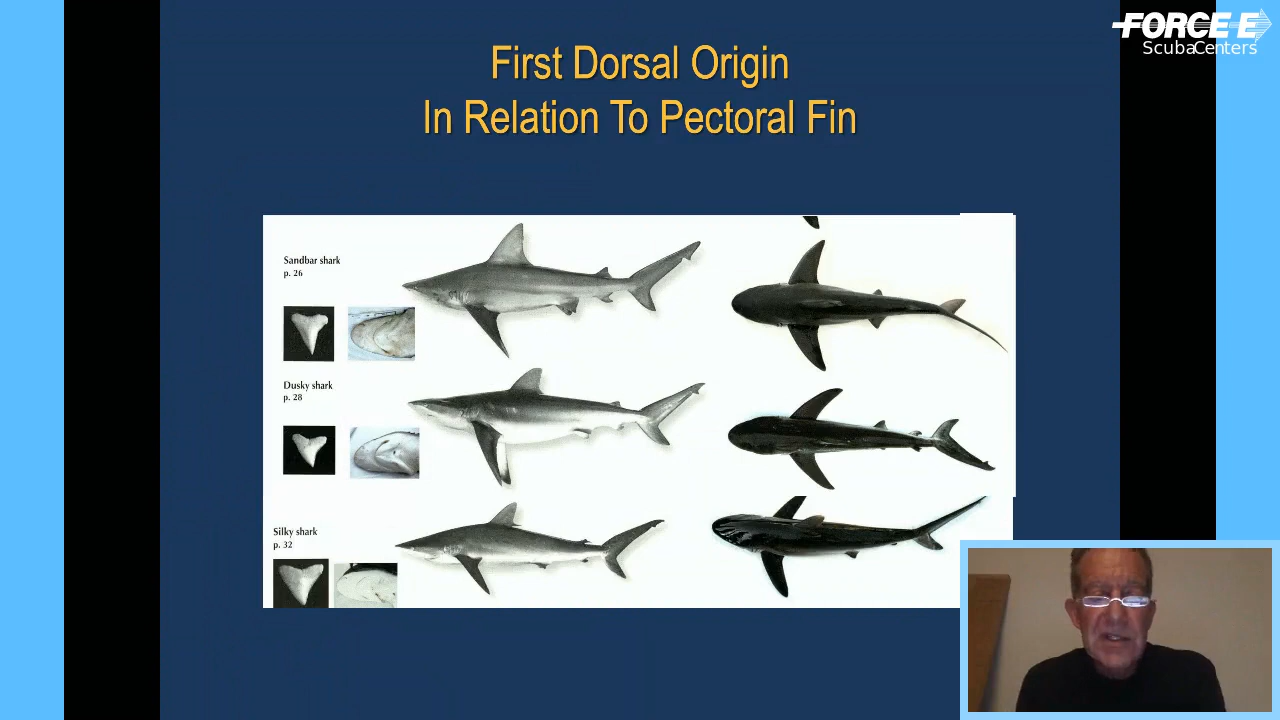 FORCE-E
ScubaCenters
First Dorsal Origin
In Relation To Pectoral Fin
Sandbar shark
p. 26
Dusky shark
p. 28
Silky shark
p. 32